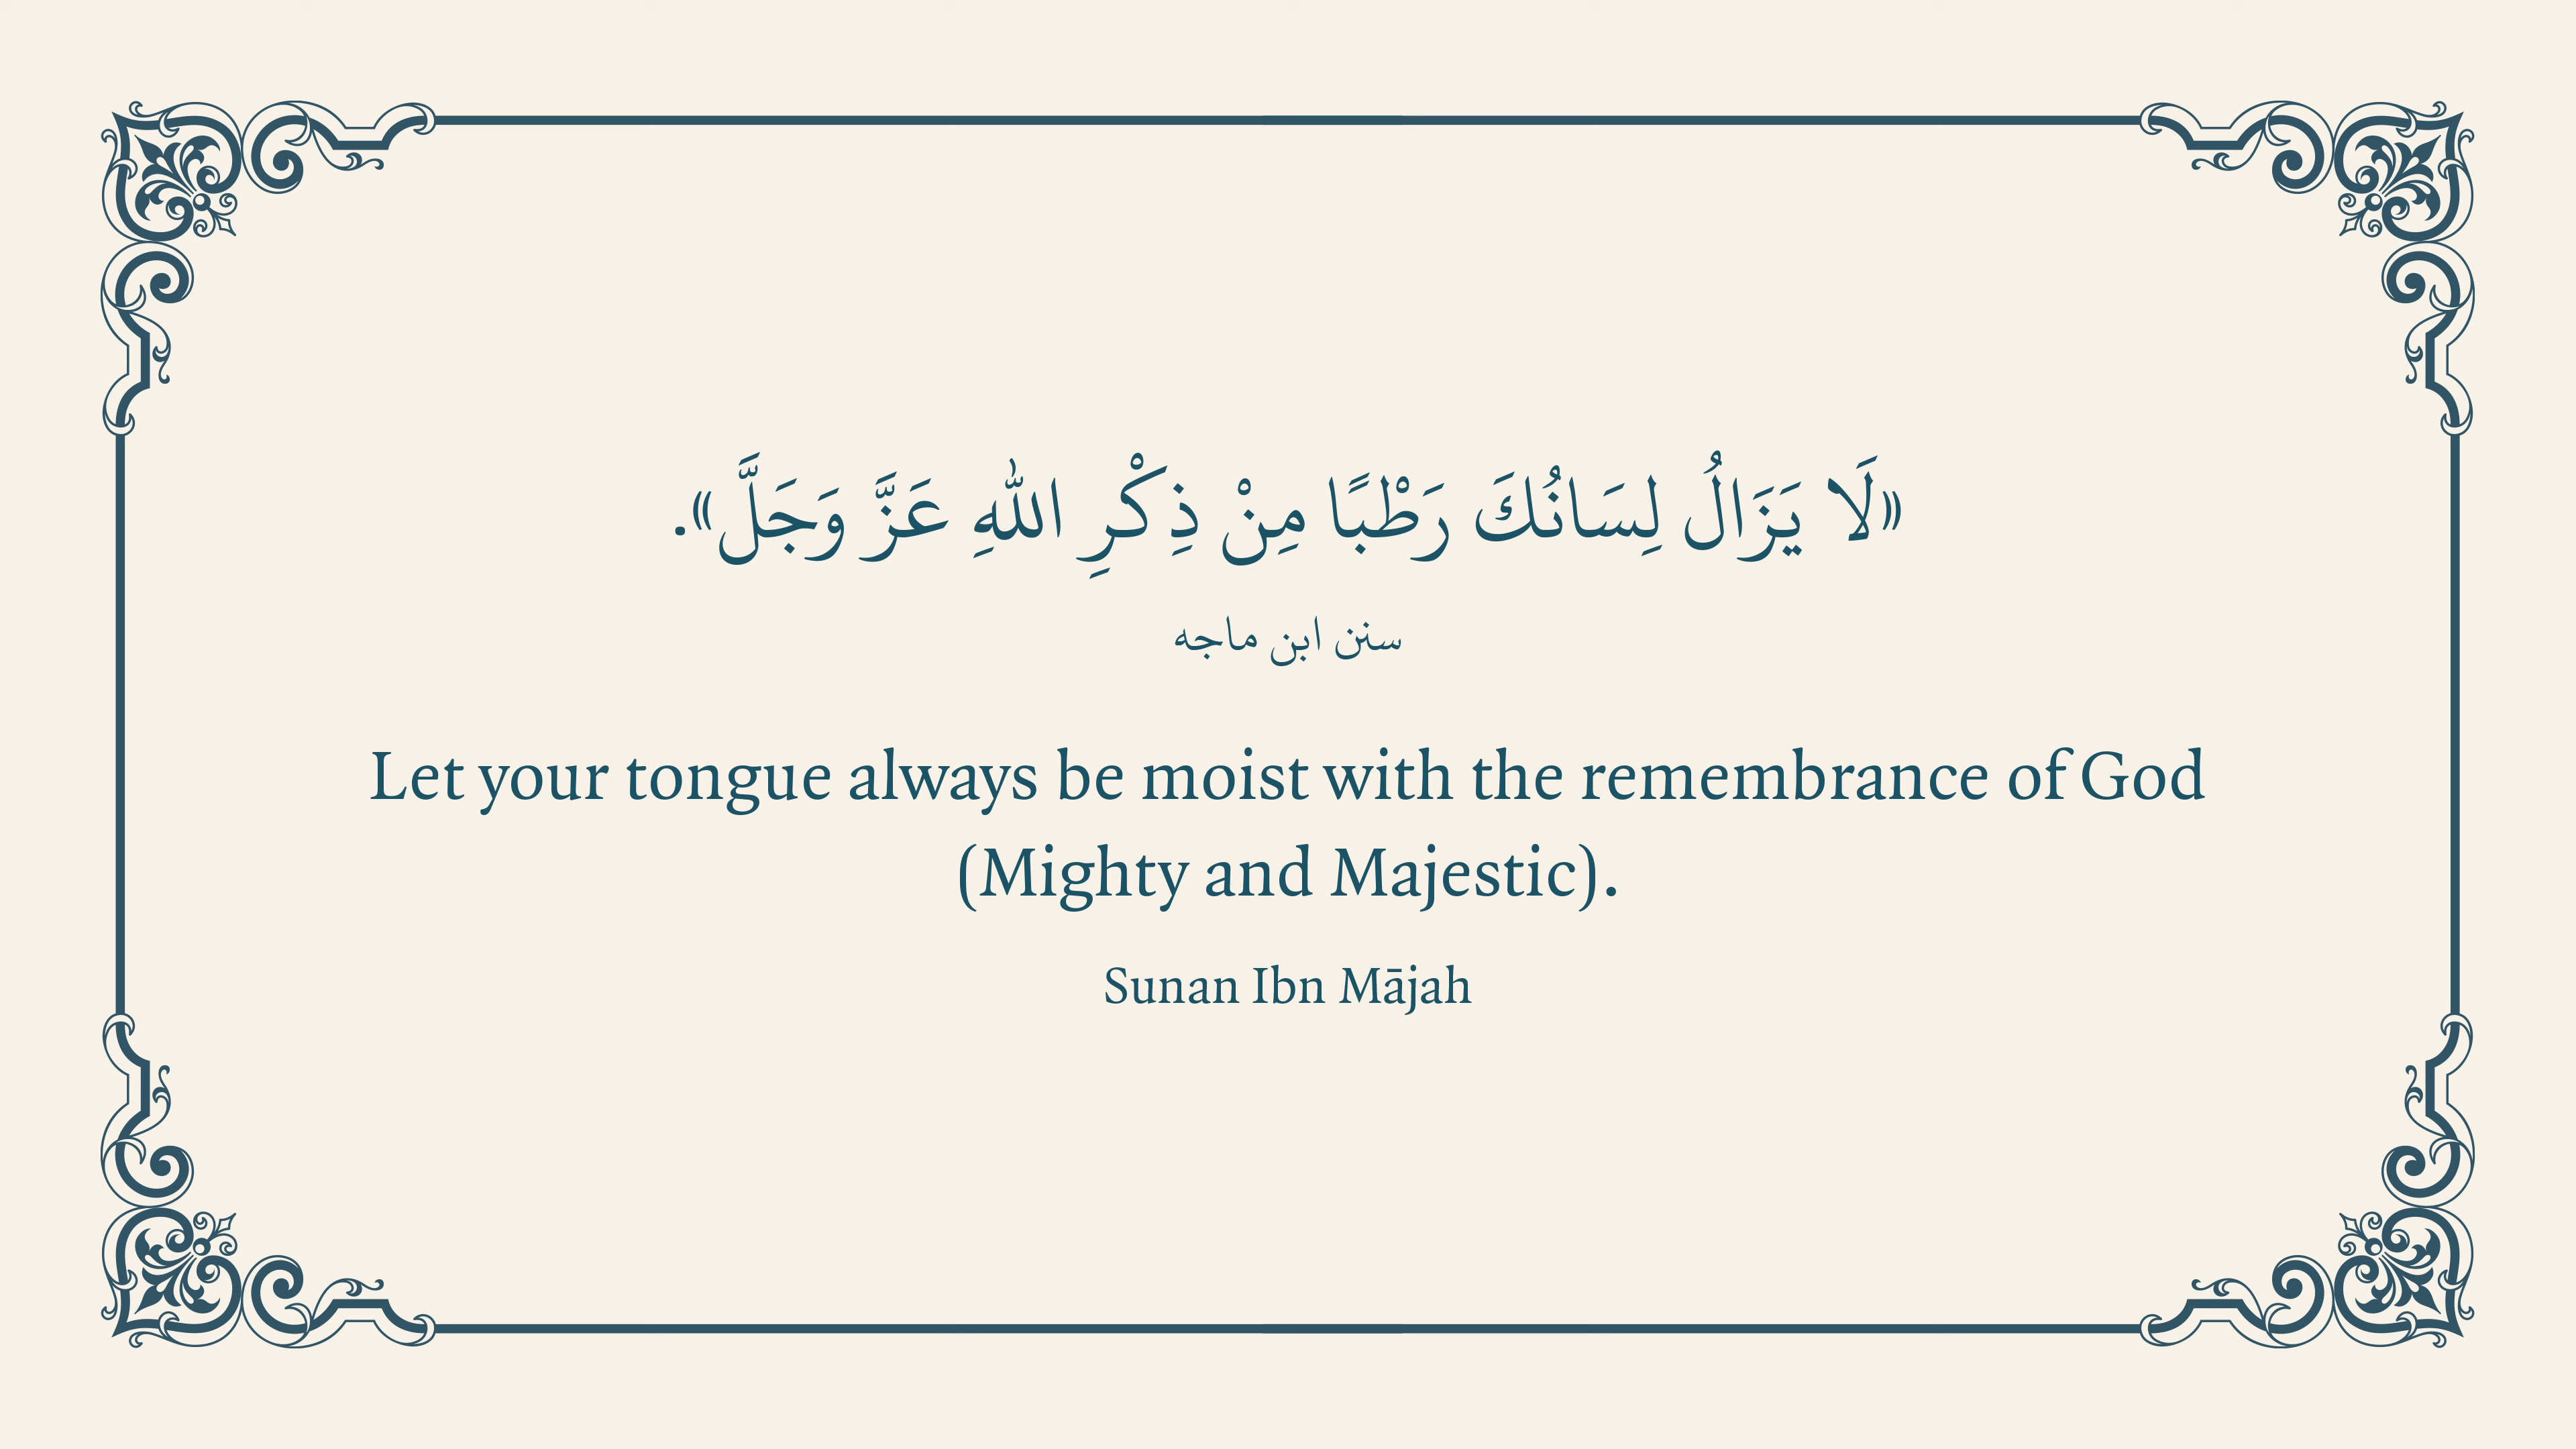 «لَا يَزَالُ لِسَانُكَ رَطْبًا مِنْ ذِكْرِ اللهِ عَزَّ وَجَلَّ».
سنن ابن ماجه
Let your tongue always be moist with the remembrance of God
(Mighty and Majestic).
Sunan Ibn Mājah